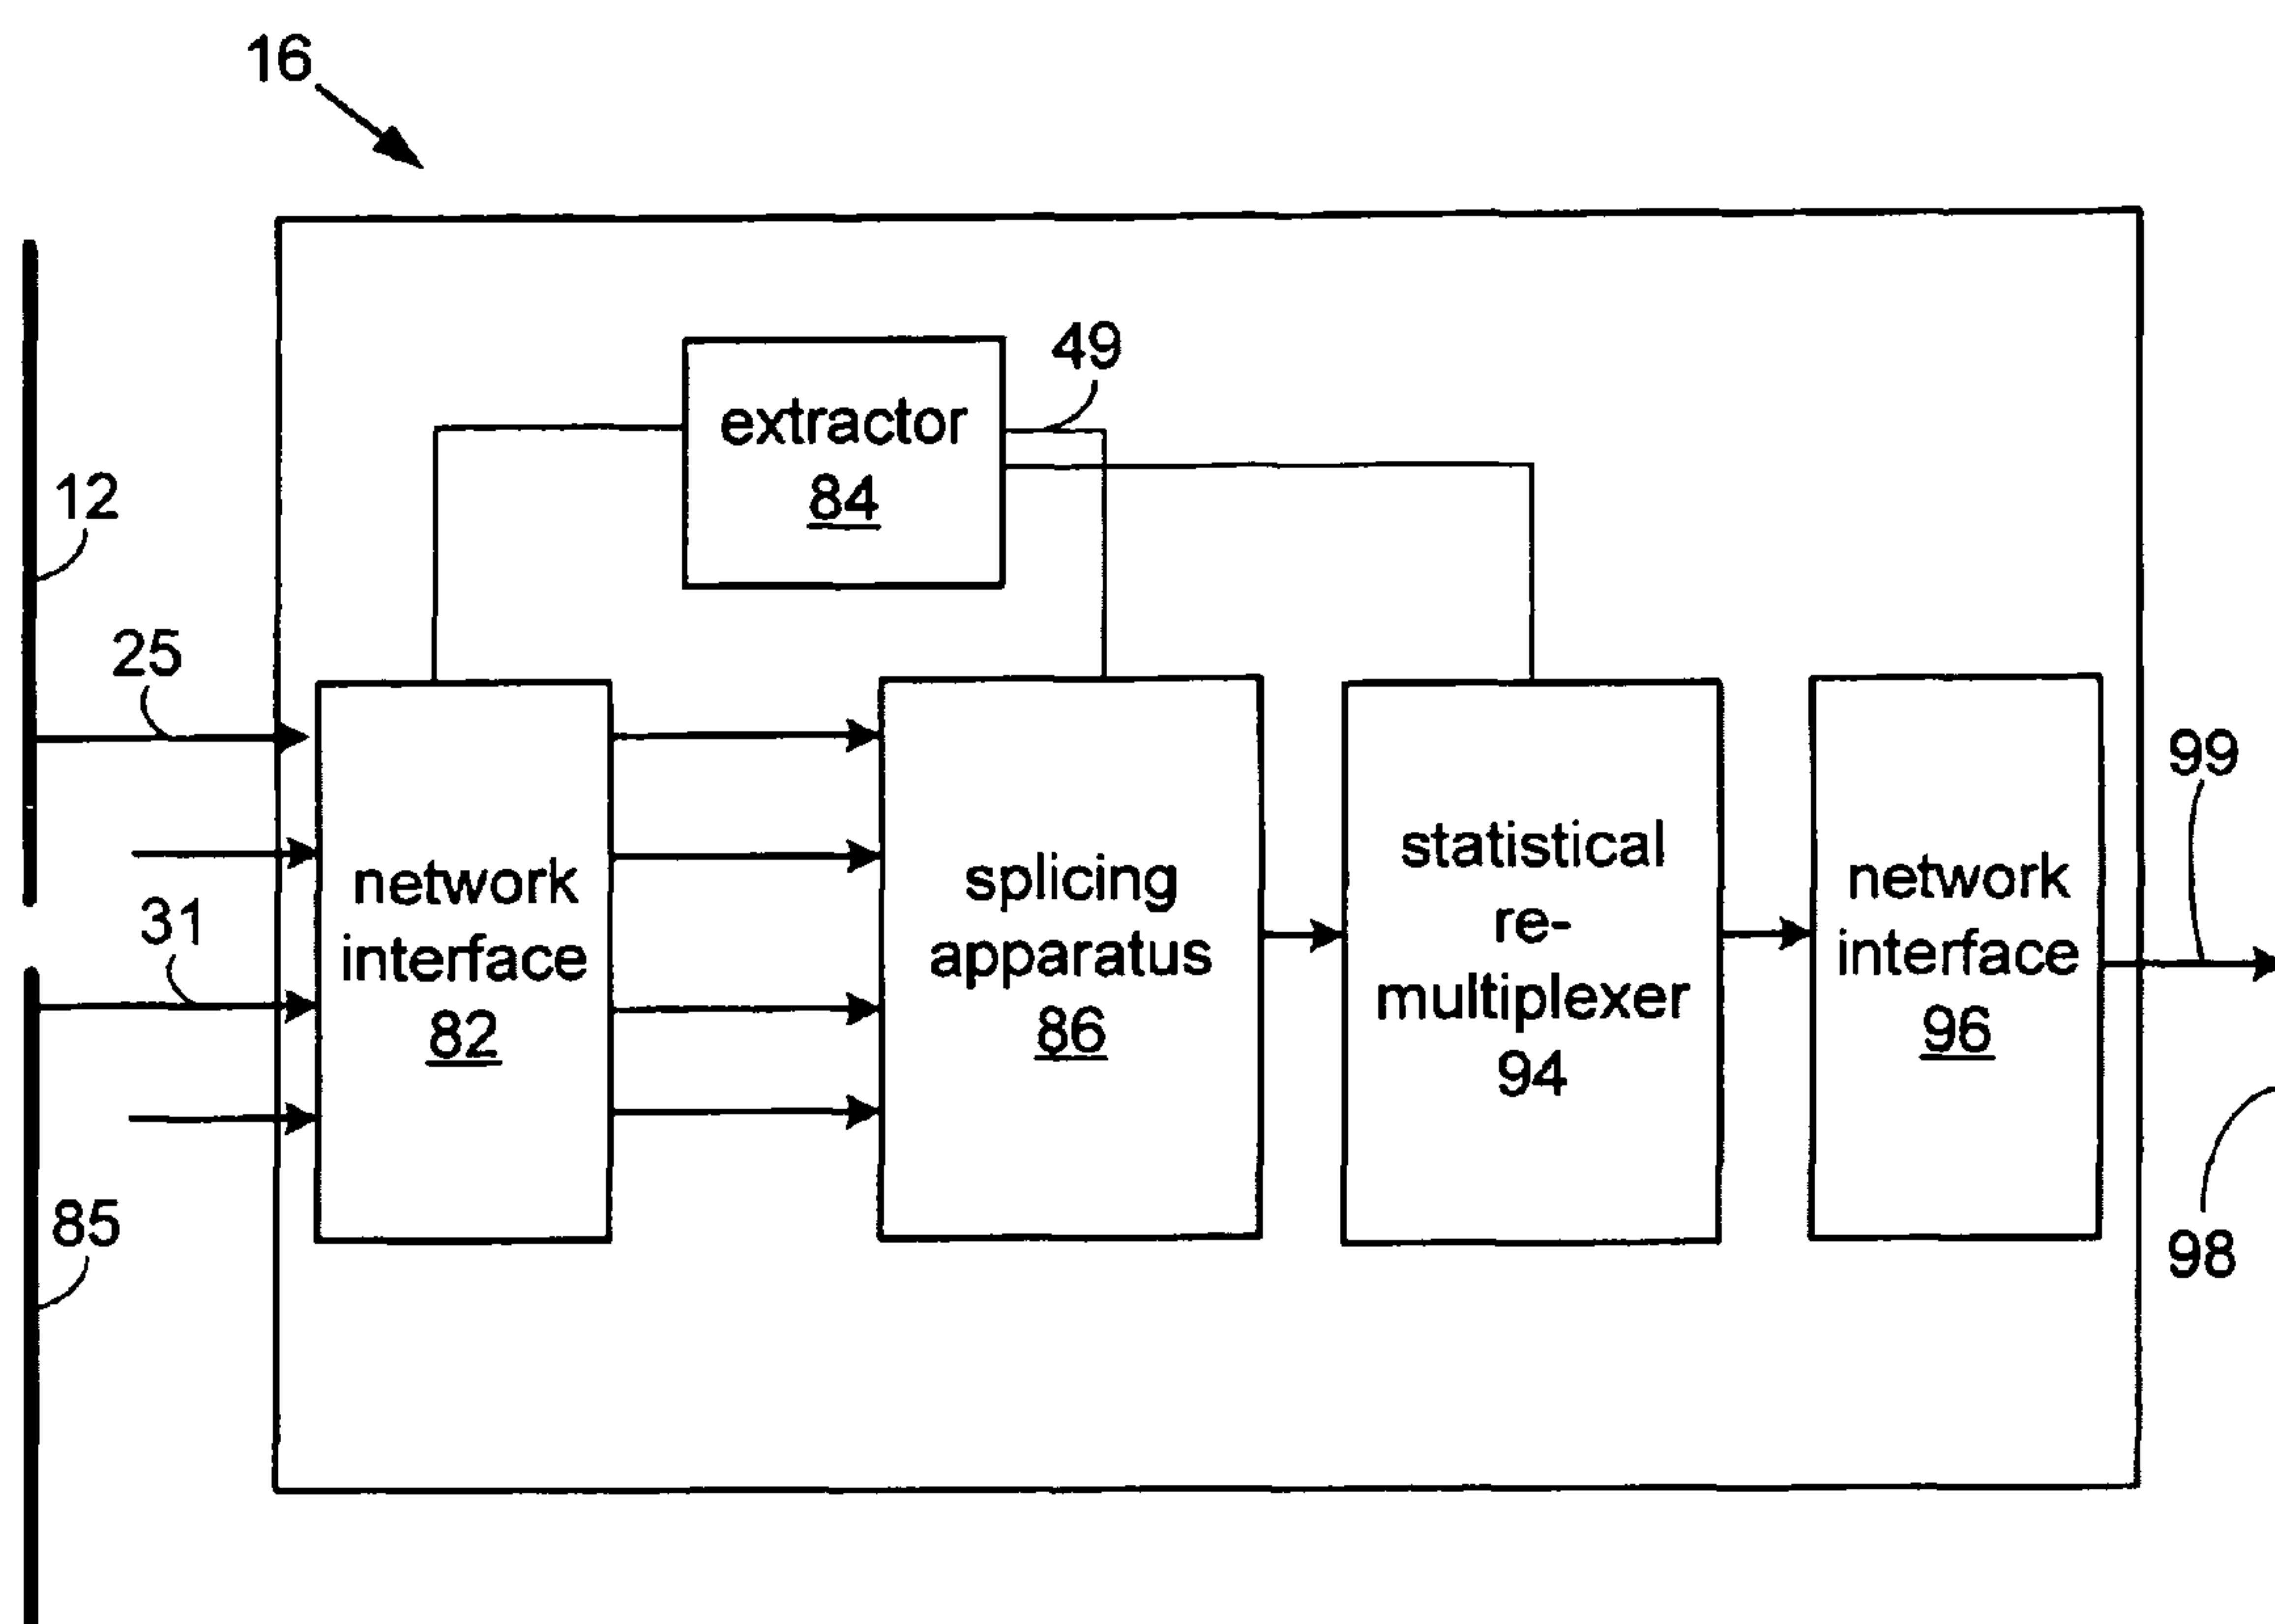 16
49
extractor
84
12
25
99
31
network
interface
82
splicing
apparatus
86
statistical
re-
multiplexer
94
network
interface
96
85
98